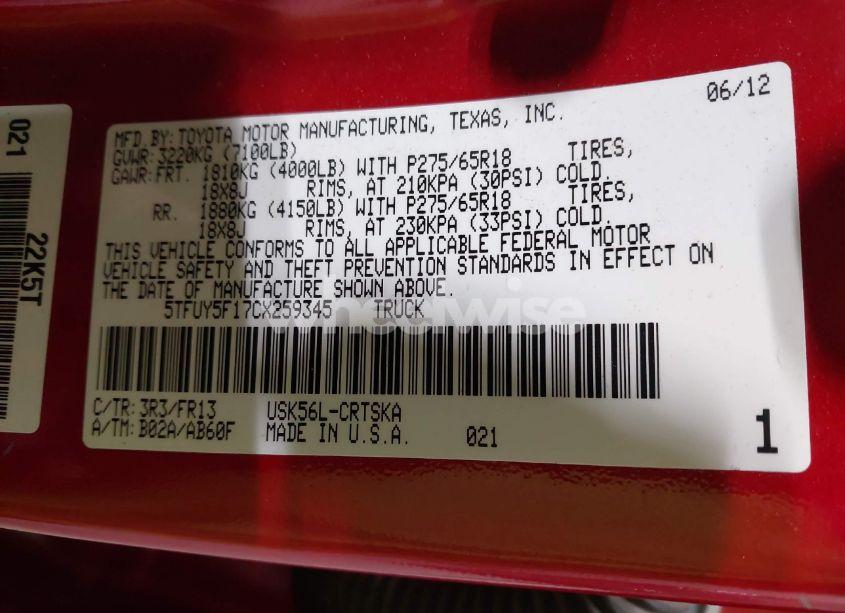 06/12
MFD BY: TOYOTA MOTOR MANUFACTURING, TEXAS, INC.
GVWR: 3220KG (7100LB)
GAWR: FRT. 1810KG (4000LB) WITH P275/65R18 TIRES,
18X8J RIMS, AT 210KPA (30PSI) COLD.
RR. 1880KG (4150LB) WITH P275/65R18 TIRES,
18X8J RIMS, AT 230KPA (33PSI) COLD.
THIS VEHICLE CONFORMS TO ALL APPLICABLE FEDERAL MOTOR
VEHICLE SAFETY AND THEFT PREVENTION STANDARDS IN EFFECT ON
THE DATE OF MANUFACTURE SHOWN ABOVE.
5TFUY5F17CX259345 TRUCK
C/TR: 3R3/FR13 USK56L-CRTSKA
A/TM: B02A/AB60F MADE IN U.S.A. 021
1
021
22K5T